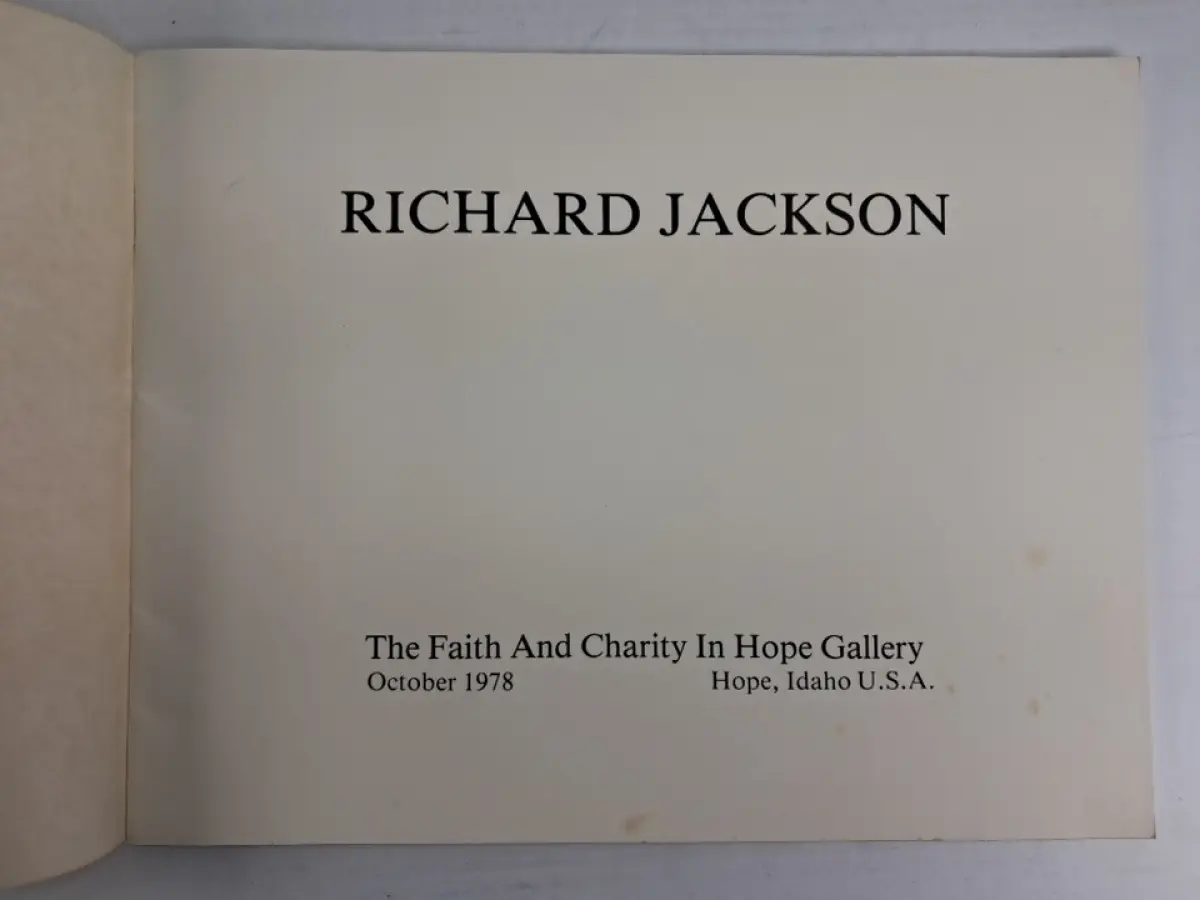 RICHARD JACKSON
The Faith And Charity In Hope Gallery
October 1978 Hope, Idaho U.S.A.